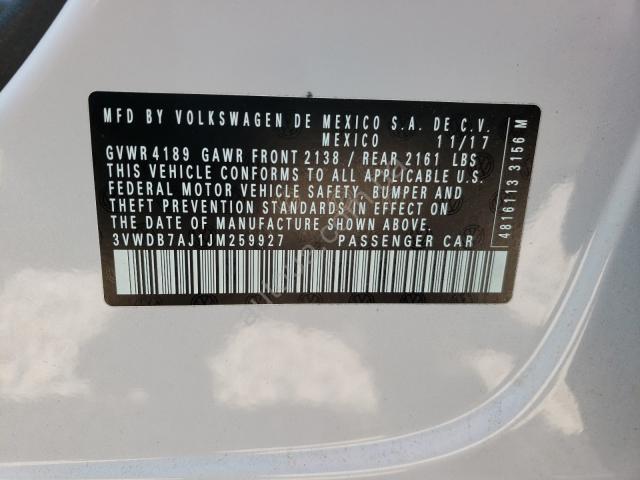 MFD BY VOLKSWAGEN DE MEXICO S.A. DE C.V.
MEXICO 11/17
GVWR 4189 GAWR FRONT 2138 / REAR 2161 LBS
THIS VEHICLE CONFORMS TO ALL APPLICABLE U.S.
FEDERAL MOTOR VEHICLE SAFETY, BUMPER AND
THEFT PREVENTION STANDARDS IN EFFECT ON
THE DATE OF MANUFACTURE SHOWN ABOVE.
3VWDB7AJ1JM259927 PASSENGER CAR
4816113 3156 M